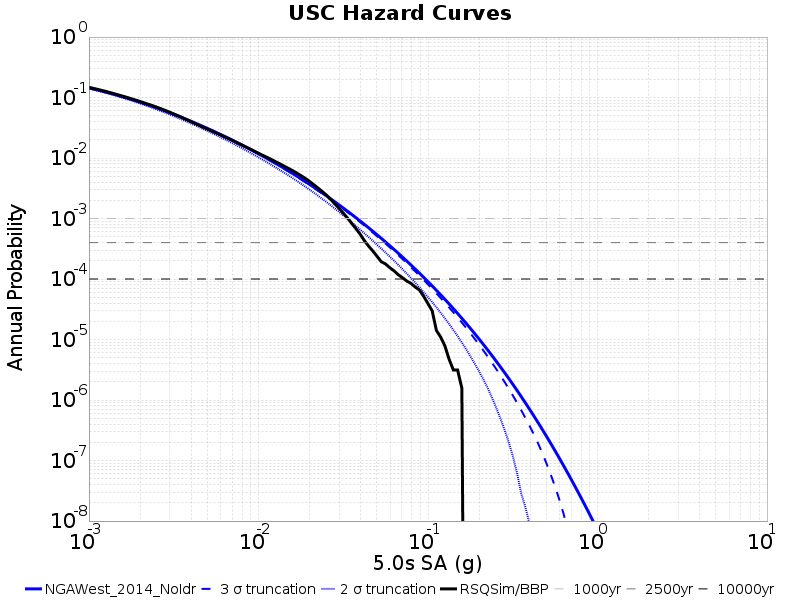 USC Hazard Curves
Annual Probability
10^0
10^-1
10^-2
10^-3
10^-4
10^-5
10^-6
10^-7
10^-8
10^-3 10^-2 10^-1 10^0 10^1
5.0s SA (g)
NGAWest_2014_NoIdr 3 σ truncation 2 σ truncation RSQSim/BBP 1000yr 2500yr 10000yr